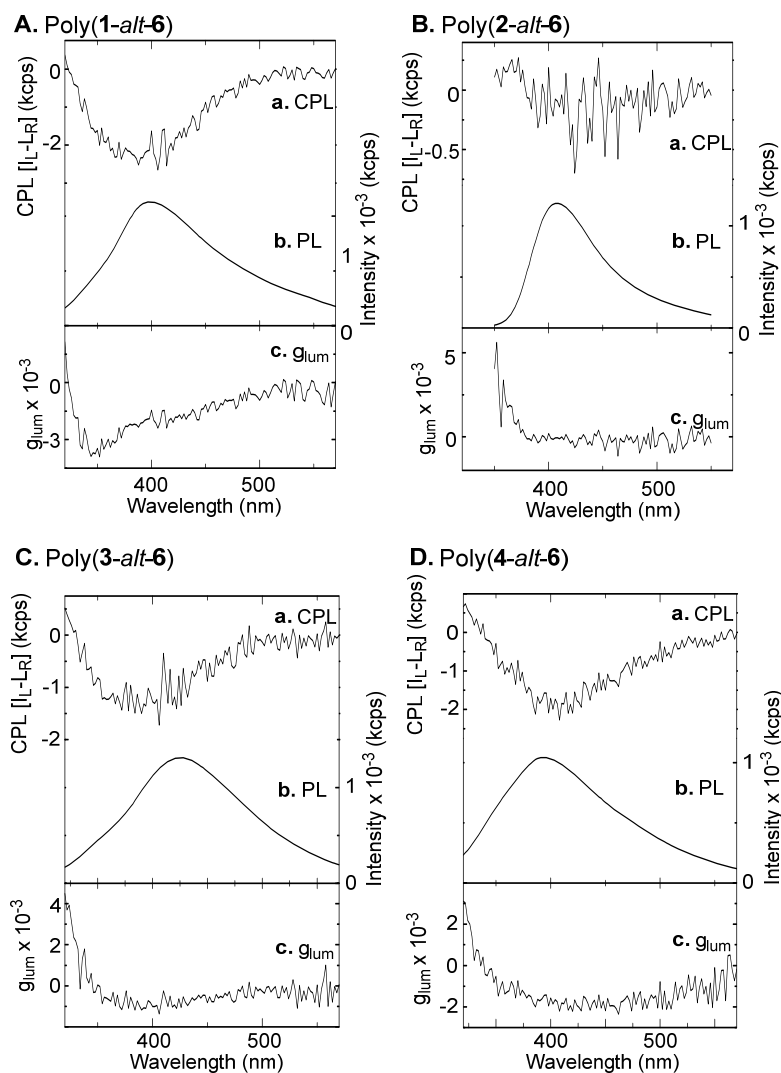 A. Poly(1-alt-6)
CPL [IL-LR] (kcps)
0
-2
a. CPL
b. PL
1
0
Intensity x 10-3 (kcps)
c. glum
glum x 10-3
0
-3
400
500
Wavelength (nm)
B. Poly(2-alt-6)
CPL [IL-LR] (kcps)
0
-0.5
a. CPL
b. PL
1
0
Intensity x 10-3 (kcps)
glum x 10-3
5
0
c. glum
400
500
Wavelength (nm)
C. Poly(3-alt-6)
CPL [IL-LR] (kcps)
0
-1
-2
a. CPL
b. PL
1
0
Intensity x 10-3 (kcps)
glum x 10-3
4
2
0
c. glum
400
500
Wavelength (nm)
D. Poly(4-alt-6)
CPL [IL-LR] (kcps)
0
-1
-2
a. CPL
b. PL
1
0
Intensity x 10-3 (kcps)
glum x 10-3
2
0
-2
c. glum
400
500
Wavelength (nm)